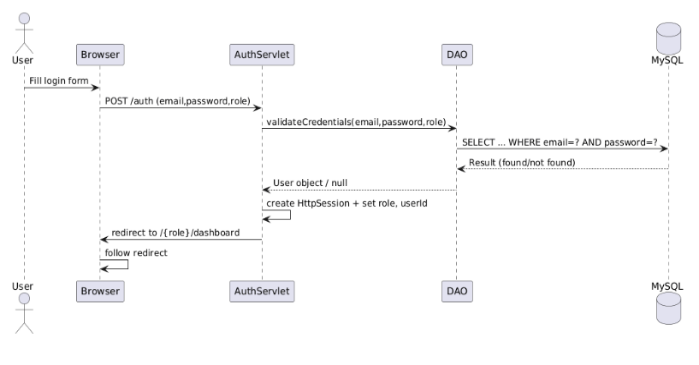 User
Browser
AuthServlet
DAO
MySQL
Fill login form
POST /auth (email,password,role)
validateCredentials(email,password,role)
SELECT ... WHERE email=? AND password=?
Result (found/not found)
User object / null
create HttpSession + set role, userId
redirect to /{role}/dashboard
follow redirect
User
Browser
AuthServlet
DAO
MySQL